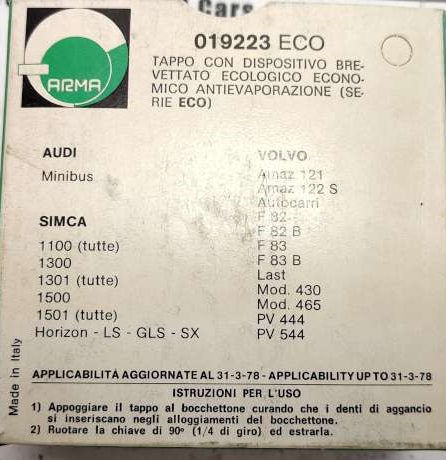 Cars
ARMA
019223 ECO
TAPPO CON DISPOSITIVO BRE-
VETTATO ECOLOGICO ECONO-
MICO ANTIEVAPORAZIONE (SE-
RIE ECO)
AUDI
Minibus
SIMCA
1100 (tutte)
1300
1301 (tutte)
1500
1501 (tutte)
Horizon - LS - GLS - SX
VOLVO
Amaz 121
Amaz 122 S
Autocarri
F 82
F 82 B
F 83
F 83 B
Last
Mod. 430
Mod. 465
PV 444
PV 544
Made in Italy
APPLICABILITÀ AGGIORNATE AL 31-3-78 - APPLICABILITY UP TO 31-3-78
ISTRUZIONI PER L'USO
1) Appoggiare il tappo al bocchettone curando che i denti di aggancio
si inseriscano negli alloggiamenti del bocchettone.
2) Ruotare la chiave di 90° (1/4 di giro) ed estrarla.